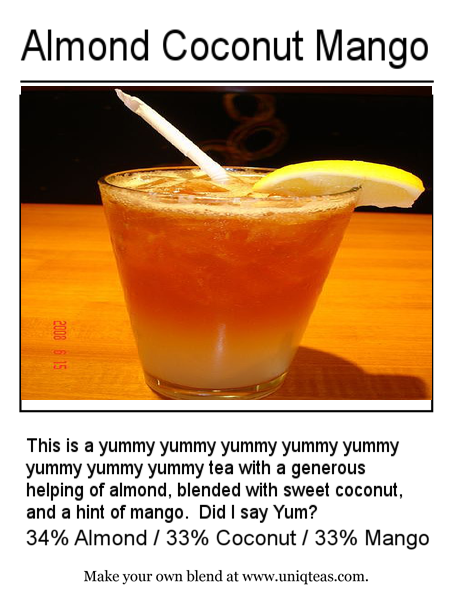 Almond Coconut Mango
2008 6 15
This is a yummy yummy yummy yummy yummy
yummy yummy yummy tea with a generous
helping of almond, blended with sweet coconut,
and a hint of mango.  Did I say Yum?
34% Almond / 33% Coconut / 33% Mango
Make your own blend at www.uniqteas.com.